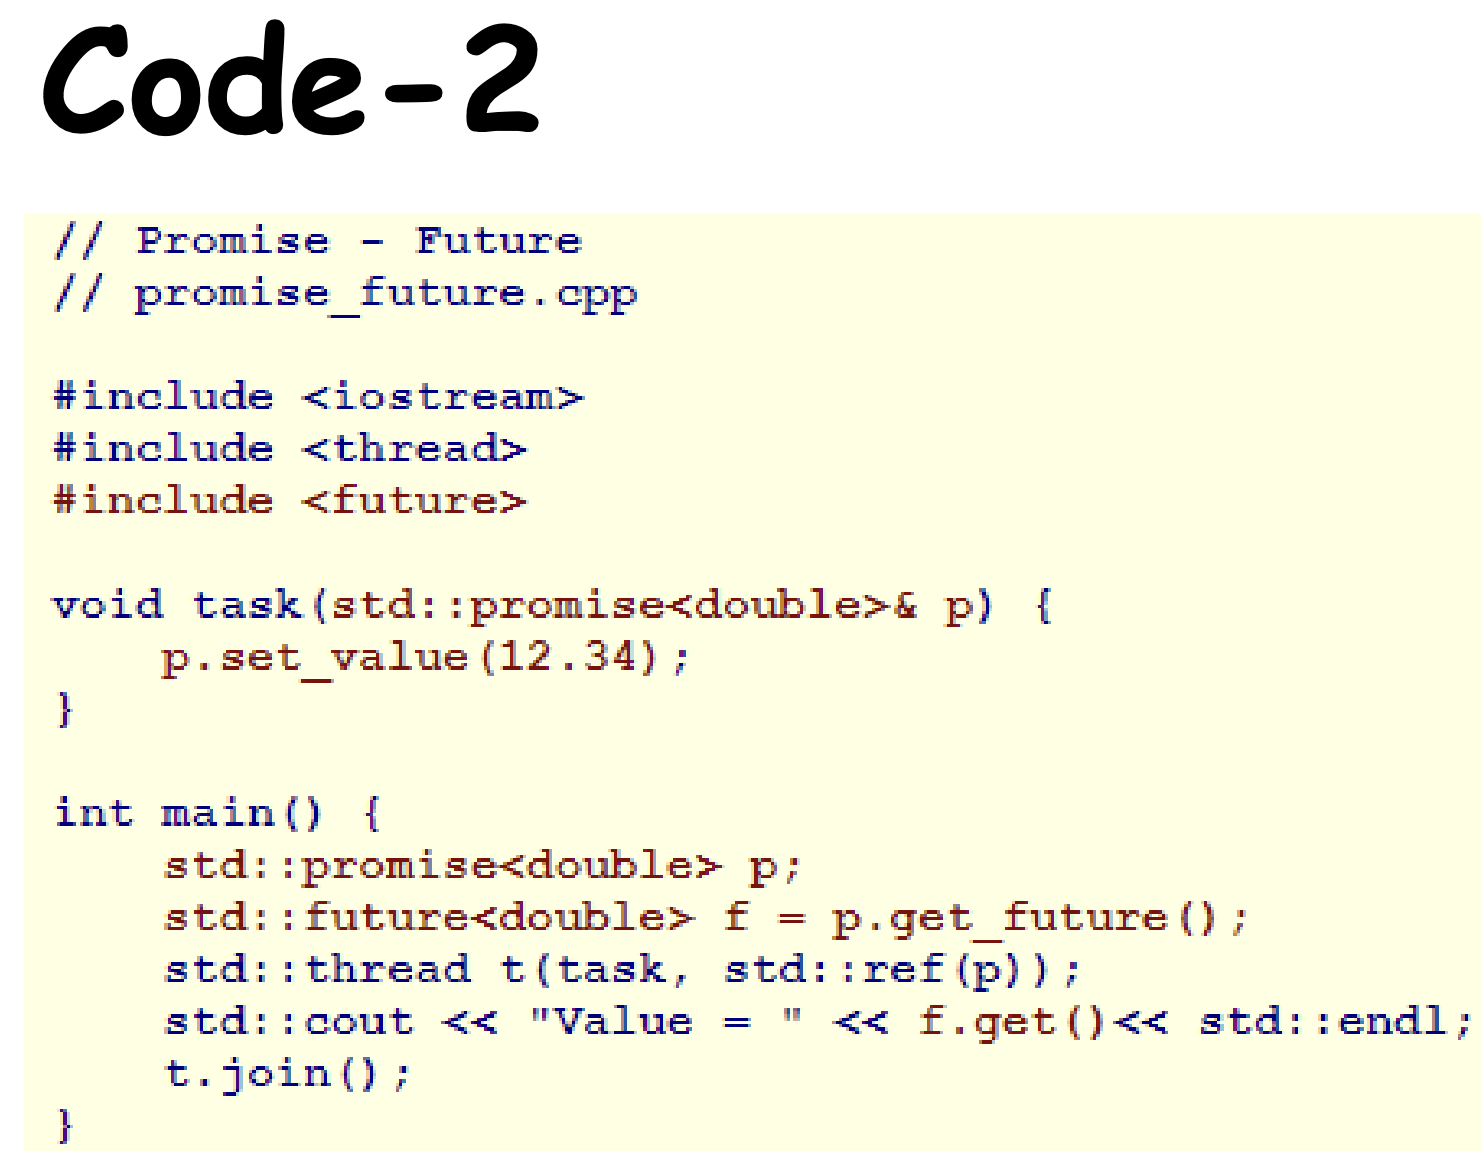 Code-2
// Promise - Future
// promise_future.cpp
#include <iostream>
#include <thread>
#include <future>
void task(std::promise<double>& p) {
    p.set_value(12.34);
}
int main() {
    std::promise<double> p;
    std::future<double> f = p.get_future();
    std::thread t(task, std::ref(p));
    std::cout << "Value = " << f.get()<< std::endl;
    t.join();
}